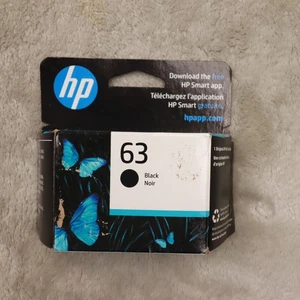 hp
Download the free
HP Smart app.
Téléchargez l'application
HP Smart gratuite.
hpapp.com
63
Black
Noir